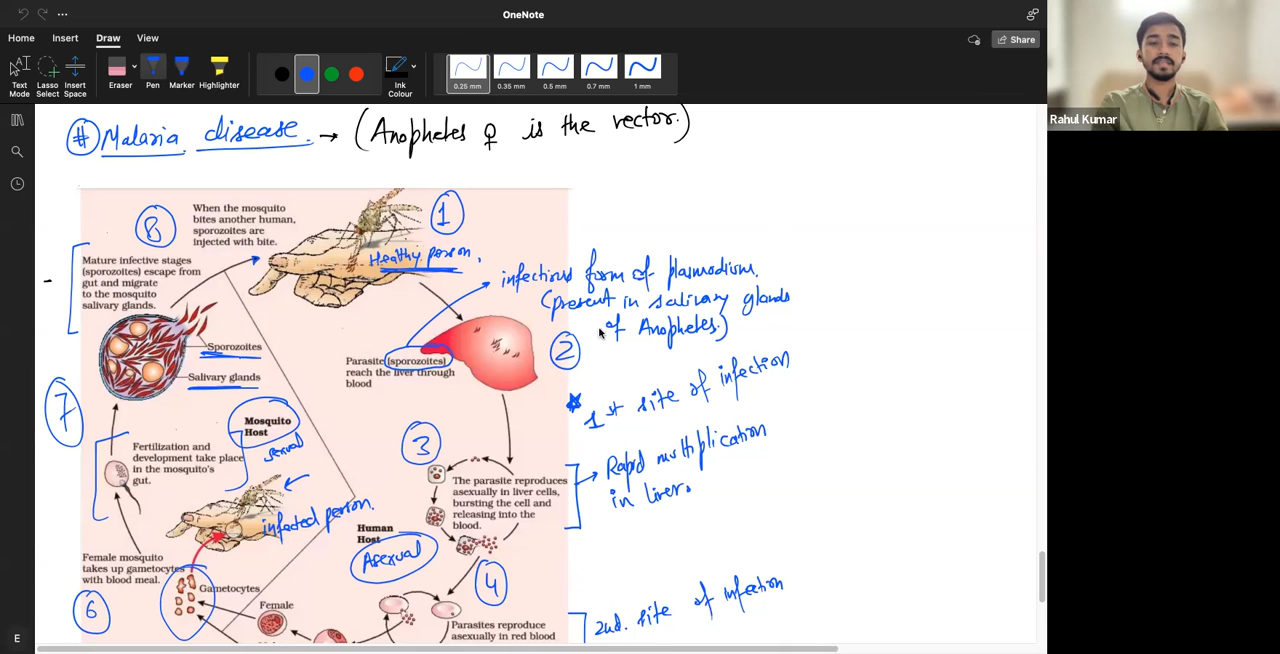 OneNote
Home Insert Draw View
Share
Text Mode
Lasso Select
Insert Space
Eraser
Pen
Marker
Highlighter
Ink Colour
0.25 mm
0.35 mm
0.5 mm
0.7 mm
1 mm
Rahul Kumar
# Malaria disease. → (Anopheles ♀ is the vector.)
8
When the mosquito
bites another human,
sporozoites are
injected with bite.
1
Healthy person,
Mature infective stages
(sporozoites) escape from
gut and migrate
to the mosquito
salivary glands.
infectious form of plasmodium.
(present in salivary glands
of Anopheles.)
2
Sporozoites
Salivary glands
Parasite (sporozoites)
reach the liver through
blood
1st site of infection
7
Mosquito
Host
sexual
3
Fertilization and
development take place
in the mosquito's
gut.
The parasite reproduces
asexually in liver cells,
bursting the cell and
releasing into the
blood.
Rapid multiplication
in liver.
infected person.
Human
Host
Asexual
Female mosquito
takes up gametocytes
with blood meal.
Gametocytes
6
Female
4
Parasites reproduce
asexually in red blood
2nd. site of infection
E